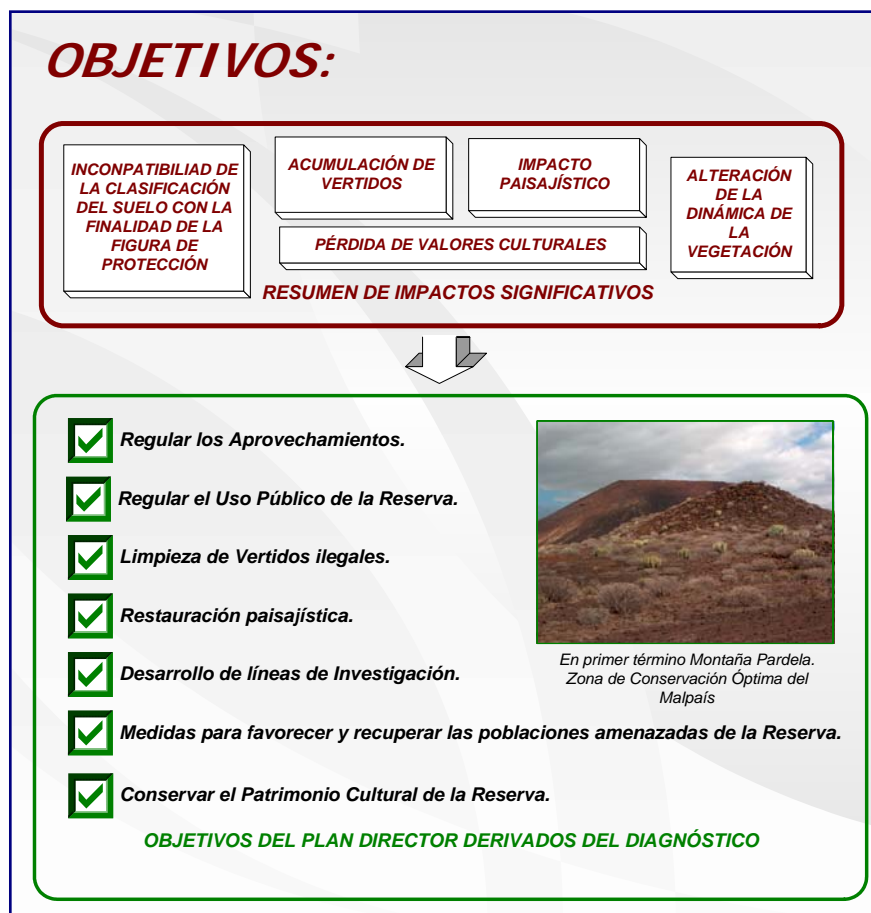 OBJETIVOS:
INCONPATIBILIAD DE
LA CLASIFICACIÓN
DEL SUELO CON LA
FINALIDAD DE LA
FIGURA DE
PROTECCIÓN
ACUMULACIÓN DE
VERTIDOS
IMPACTO
PAISAJÍSTICO
ALTERACIÓN
DE LA
DINÁMICA DE
LA
VEGETACIÓN
PÉRDIDA DE VALORES CULTURALES
RESUMEN DE IMPACTOS SIGNIFICATIVOS
Regular los Aprovechamientos.
Regular el Uso Público de la Reserva.
Limpieza de Vertidos ilegales.
Restauración paisajística.
Desarrollo de líneas de Investigación.
En primer término Montaña Pardela.
Zona de Conservación Óptima del
Malpaís
Medidas para favorecer y recuperar las poblaciones amenazadas de la Reserva.
Conservar el Patrimonio Cultural de la Reserva.
OBJETIVOS DEL PLAN DIRECTOR DERIVADOS DEL DIAGNÓSTICO